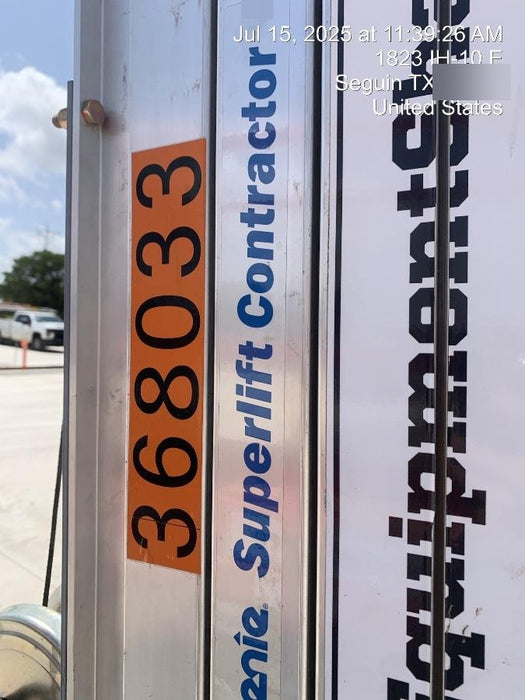 Jul 15, 2025 at 11:39:26 AM
1823 IH-10 E
Seguin TX
United States
368033
enie® Superlift Contractor
quipmentSha